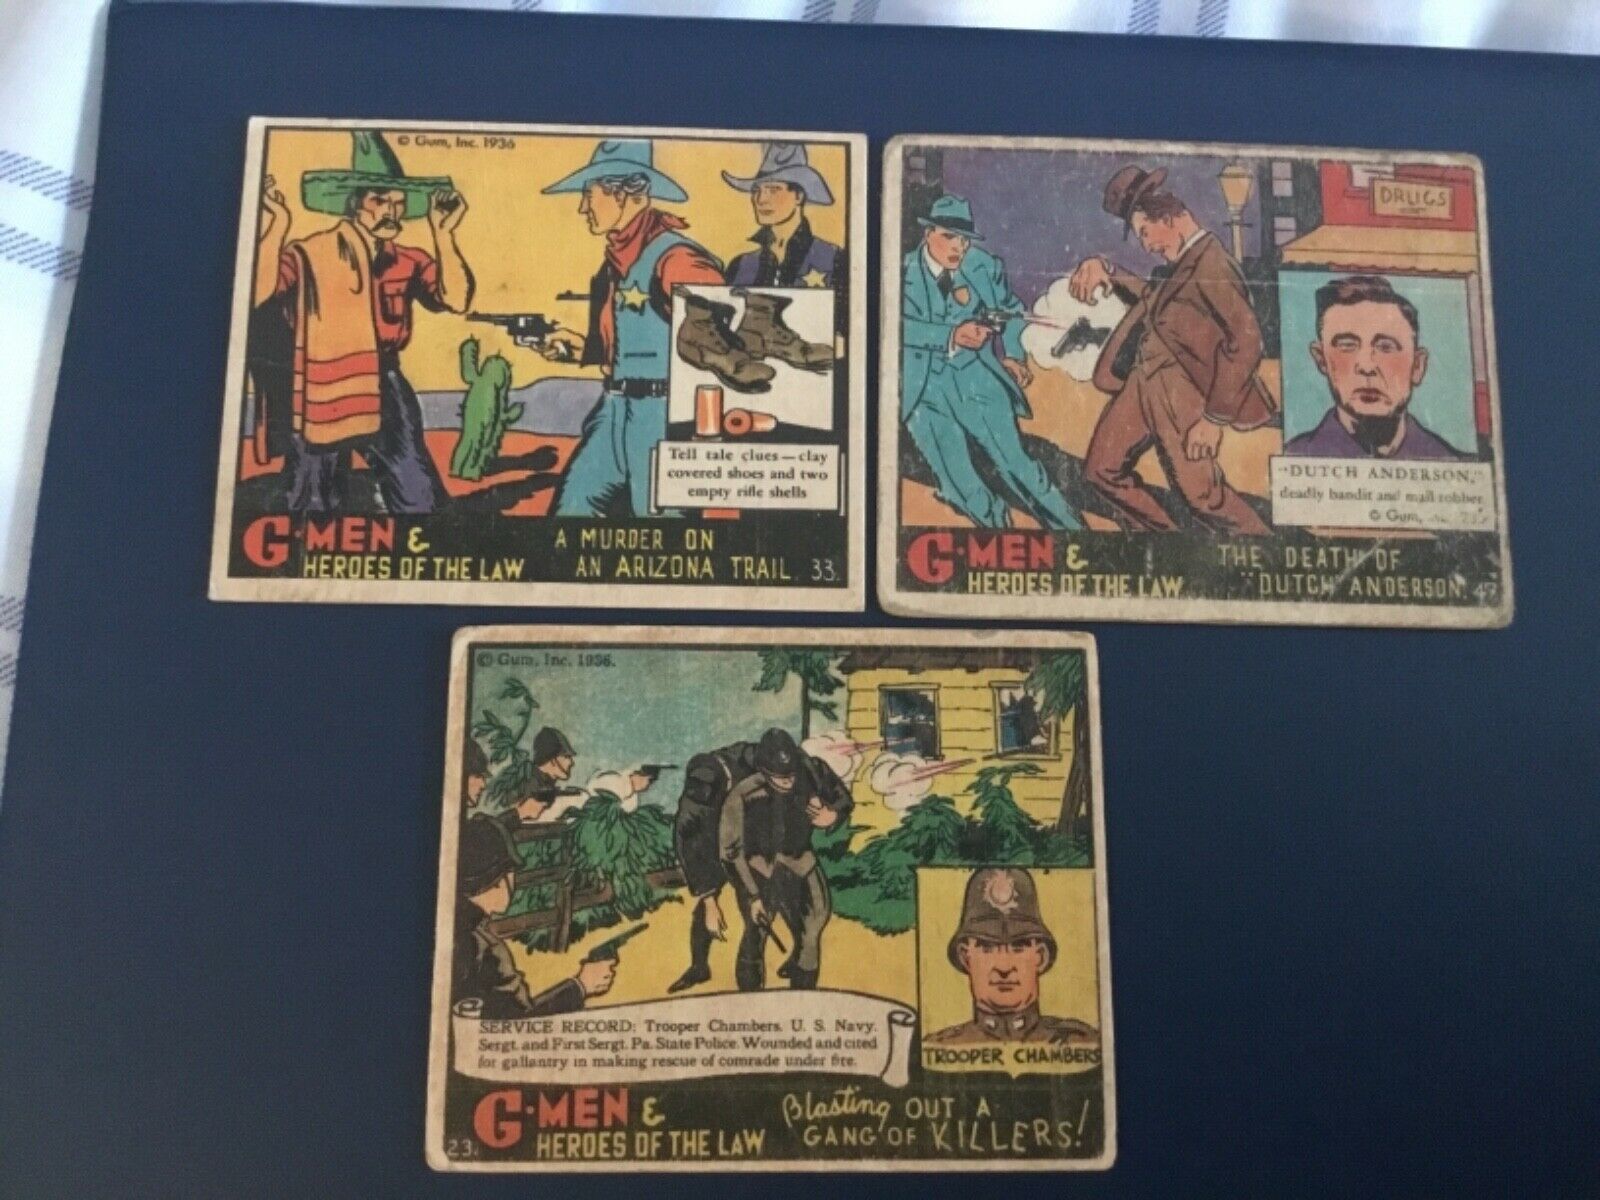 © Gum, Inc. 1936
Tell tale clues—clay
covered shoes and two
empty rifle shells
G-MEN &
HEROES OF THE LAW
A MURDER ON
AN ARIZONA TRAIL. 33.
DRUGS
"DUTCH ANDERSON,"
deadly bandit and mail robber.
© Gum,
G-MEN &
HEROES OF THE LAW
THE DEATH OF
"DUTCH" ANDERSON. 47
© Gum, Inc. 1936.
SERVICE RECORD: Trooper Chambers. U. S. Navy.
Sergt. and First Sergt. Pa. State Police. Wounded and cited
for gallantry in making rescue of comrade under fire.
TROOPER CHAMBERS
23.
G-MEN &
HEROES OF THE LAW
Blasting OUT A
GANG OF KILLERS!